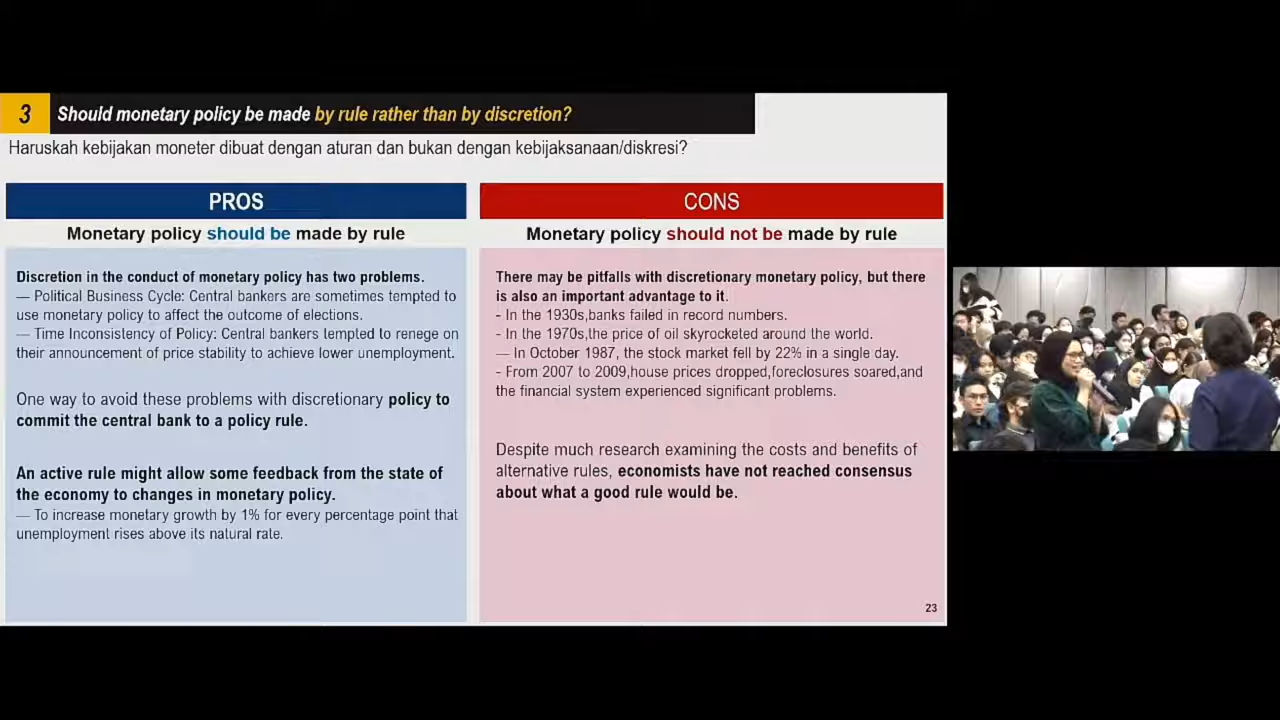 3
Should monetary policy be made by rule rather than by discretion?
Haruskah kebijakan moneter dibuat dengan aturan dan bukan dengan kebijaksanaan/diskresi?
PROS
Monetary policy should be made by rule
Discretion in the conduct of monetary policy has two problems.
— Political Business Cycle: Central bankers are sometimes tempted to
use monetary policy to affect the outcome of elections.
— Time Inconsistency of Policy: Central bankers tempted to renege on
their announcement of price stability to achieve lower unemployment.
One way to avoid these problems with discretionary policy to
commit the central bank to a policy rule.
An active rule might allow some feedback from the state of
the economy to changes in monetary policy.
— To increase monetary growth by 1% for every percentage point that
unemployment rises above its natural rate.
CONS
Monetary policy should not be made by rule
There may be pitfalls with discretionary monetary policy, but there
is also an important advantage to it.
- In the 1930s,banks failed in record numbers.
- In the 1970s,the price of oil skyrocketed around the world.
— In October 1987, the stock market fell by 22% in a single day.
- From 2007 to 2009,house prices dropped,foreclosures soared,and
the financial system experienced significant problems.
Despite much research examining the costs and benefits of
alternative rules, economists have not reached consensus
about what a good rule would be.
23